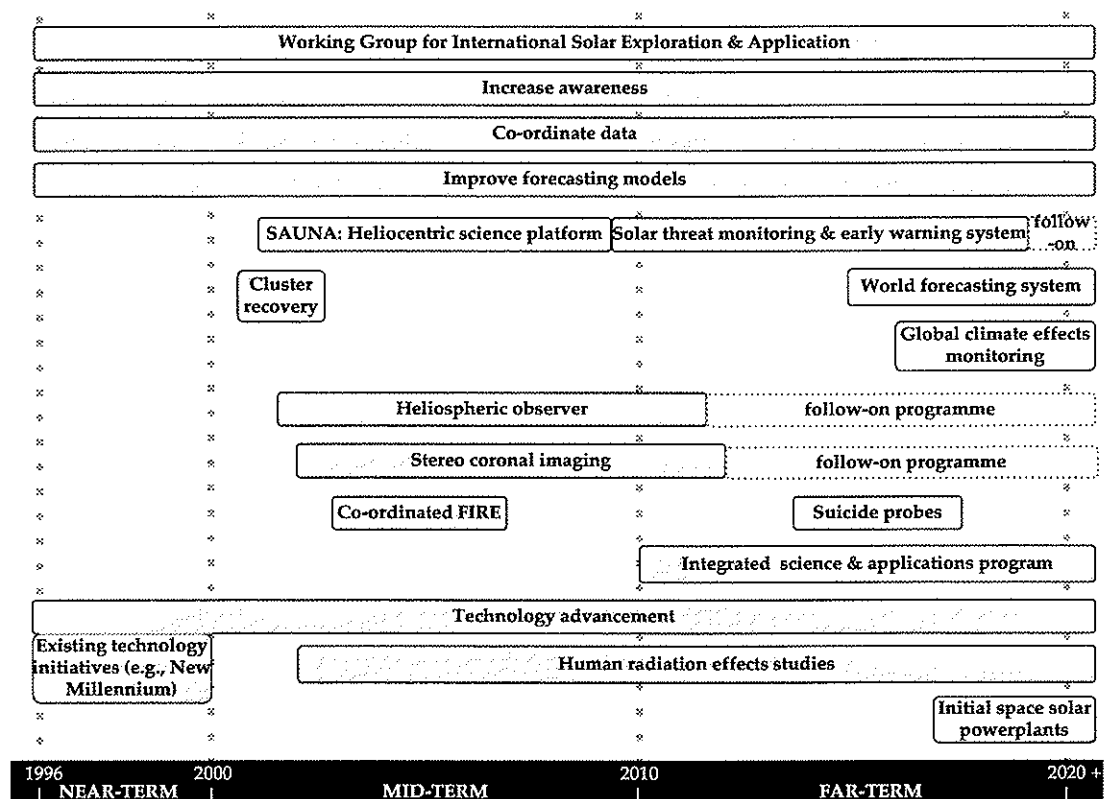 Working Group for International Solar Exploration & Application
Increase awareness
Co-ordinate data
Improve forecasting models
SAUNA: Heliocentric science platform
Solar threat monitoring & early warning system
follow
-on
Cluster
recovery
World forecasting system
Global climate effects
monitoring
Heliospheric observer
follow-on programme
Stereo coronal imaging
follow-on programme
Co-ordinated FIRE
Suicide probes
Integrated science & applications program
Technology advancement
Existing technology
initiatives (e.g., New
Millennium)
Human radiation effects studies
Initial space solar
powerplants
1996 2000 2010 2020 +
NEAR-TERM MID-TERM FAR-TERM